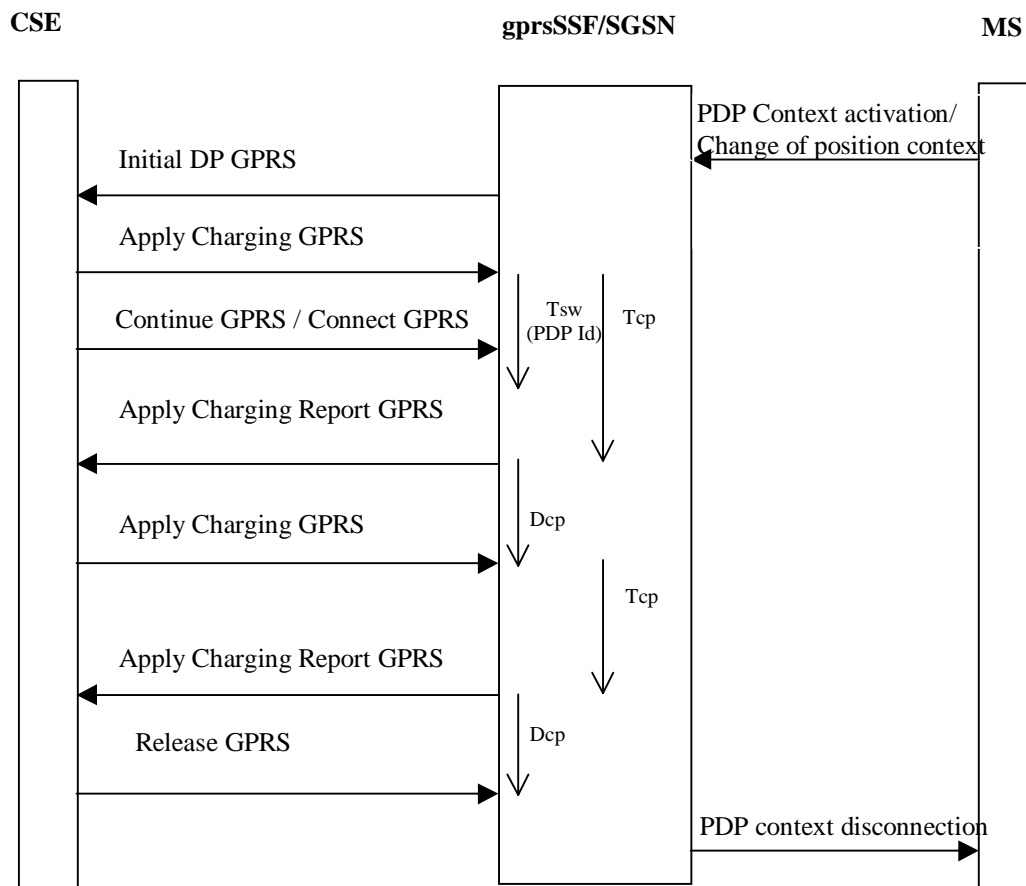 CSE
gprsSSF/SGSN
MS
PDP Context activation/
Change of position context
Initial DP GPRS
Apply Charging GPRS
Tsw
(PDP Id)
Tcp
Continue GPRS / Connect GPRS
Apply Charging Report GPRS
Dcp
Apply Charging GPRS
Tcp
Apply Charging Report GPRS
Dcp
Release GPRS
PDP context disconnection